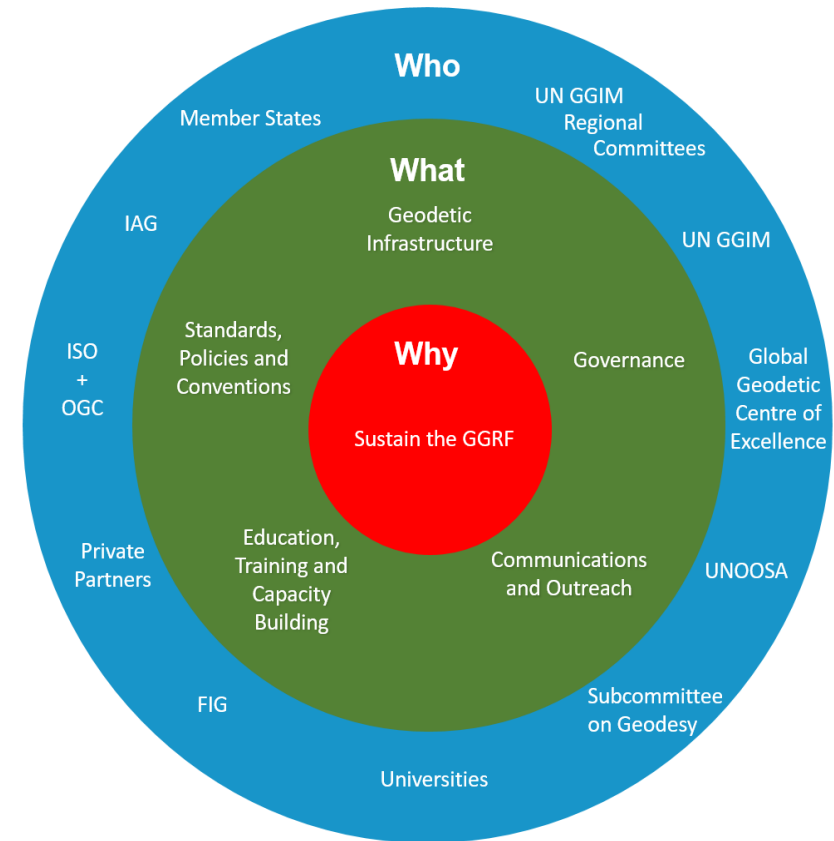 Who
Member States
UN GGIM
Regional
Committees
IAG
UN GGIM
ISO
+
OGC
Global
Geodetic
Centre of
Excellence
Private
Partners
UNOOSA
FIG
Subcommittee
on Geodesy
Universities
What
Geodetic
Infrastructure
Standards,
Policies and
Conventions
Governance
Education,
Training and
Capacity
Building
Communications
and Outreach
Why
Sustain the GGRF